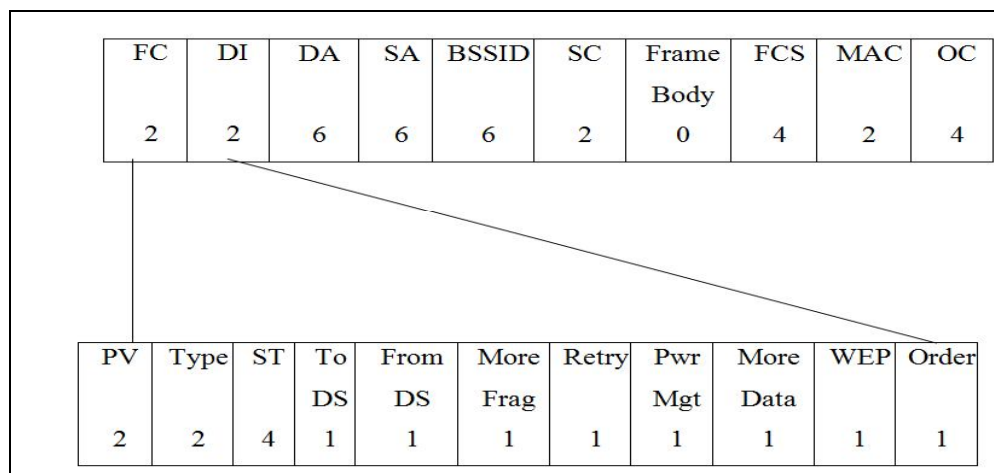 FC DI DA SA BSSID SC Frame FCS MAC OC
Body
2 2 6 6 6 2 0 4 2 4
PV Type ST To From More Retry Pwr More WEP Order
DS DS Frag Mgt Data
2 2 4 1 1 1 1 1 1 1 1